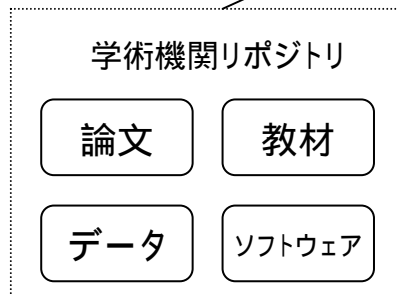 学術機関リポジトリ
論文
教材
データ
ソフトウェア